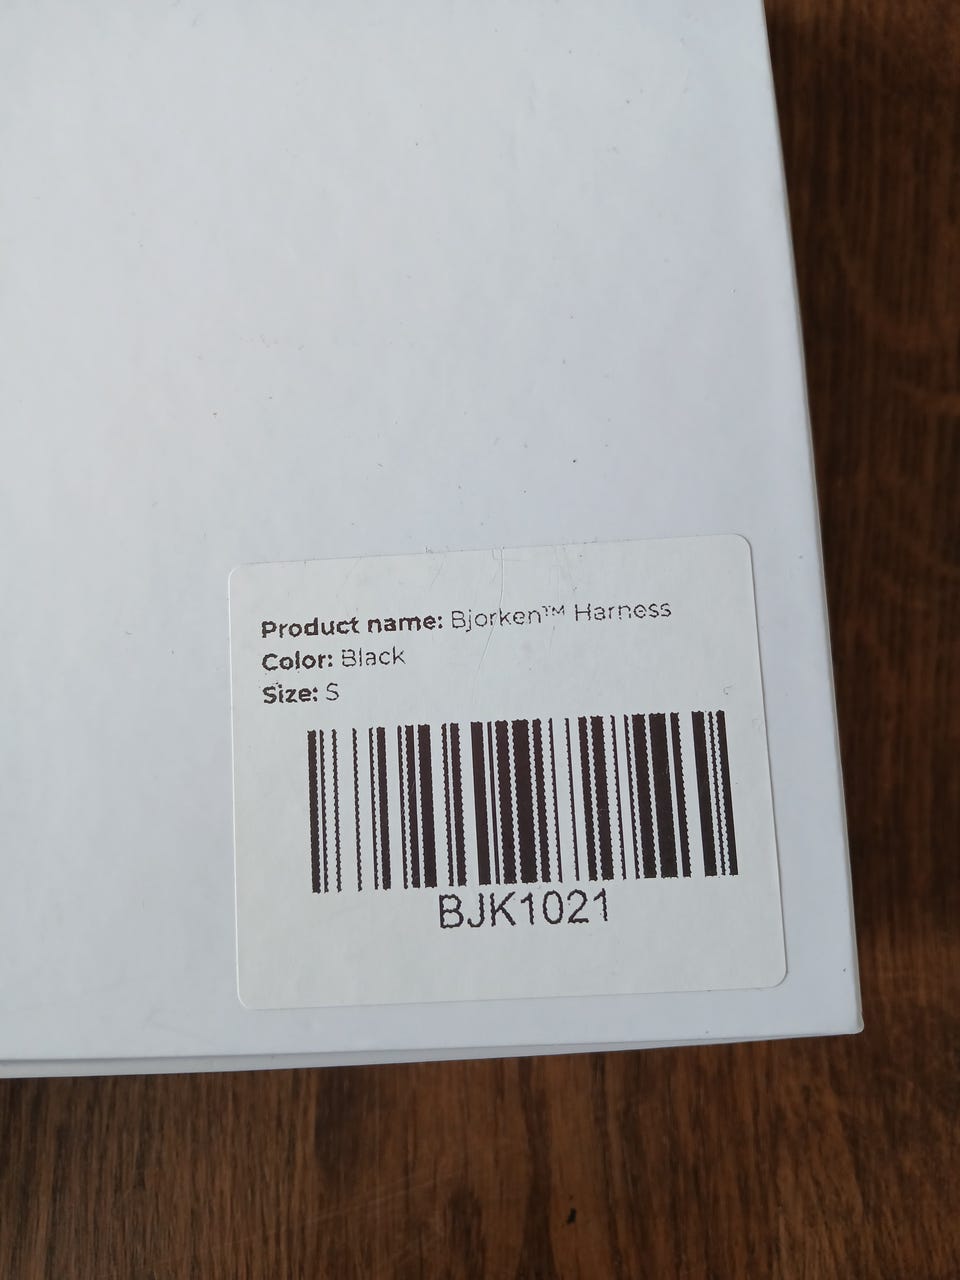 Product name: Bjorken™ Harness
Color: Black
Size: S
BJK1021